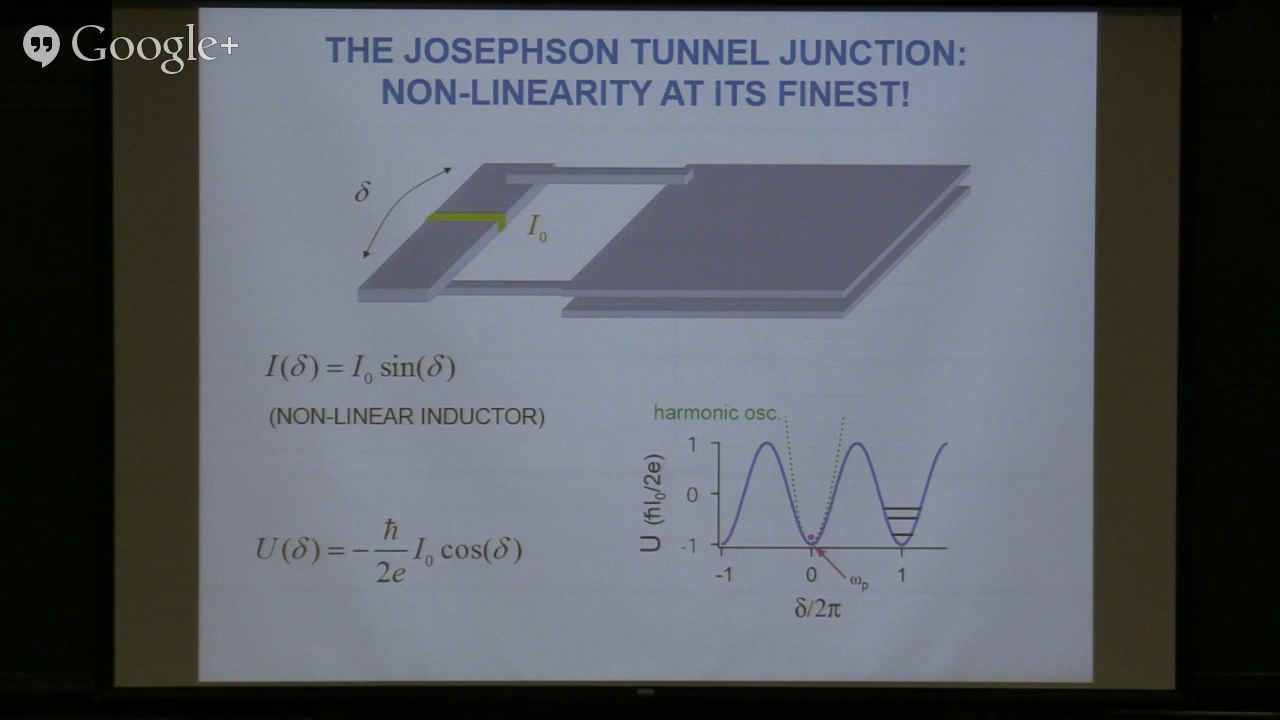 Google+
THE JOSEPHSON TUNNEL JUNCTION:
NON-LINEARITY AT ITS FINEST!
δ
I₀
I(δ) = I₀ sin(δ)
(NON-LINEAR INDUCTOR)
U(δ) = −ħ/2e I₀ cos(δ)
harmonic osc.
U (ħI₀/2e)
1
0
-1
-1
0
1
ωₚ
δ/2π